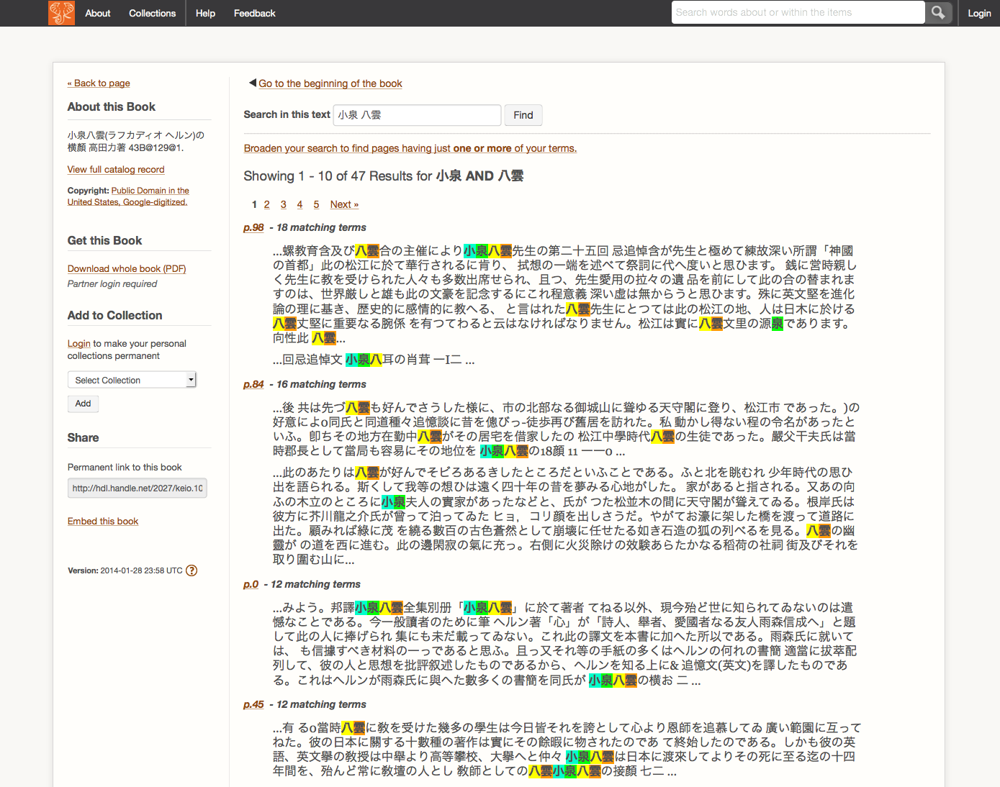 About Collections Help Feedback
Search words about or within the items
Login
« Back to page
About this Book
小泉八雲(ラフカディオ ヘルン)の
横顔 高田力著 43B@129@1.
View full catalog record
Copyright: Public Domain in the
United States, Google-digitized.
Get this Book
Download whole book (PDF)
Partner login required
Add to Collection
Login to make your personal
collections permanent
Select Collection
Add
Share
Permanent link to this book
http://hdl.handle.net/2027/keio.10
Embed this book
Version: 2014-01-28 23:58 UTC ?
Go to the beginning of the book
Search in this text 小泉 八雲 Find
Broaden your search to find pages having just one or more of your terms.
Showing 1 - 10 of 47 Results for 小泉 AND 八雲
1 2 3 4 5 Next »
p.98 - 18 matching terms
...螺教育含及び八雲合の主催により小泉八雲先生の第二十五回 忌追悼含が先生と極めて練故深い所謂「神國
の首都」此の松江に於て華行されるに肯り、 拭想の一端を述べて祭詞に代へ度いと思ひます。 銭に営時親し
く先生に教を受けられた人々も多数出席せられ、且つ、先生愛用の拉々の遺 品を前にして此の合の替まれま
すのは、世界厳しと雄も此の文豪を記念するにこれ程意義 深い虚は無からうと思ひます。殊に英文堅を進化
論の理に基き、歴史的に感情的に教へる、 と言はれた八雲先生にとつては此の松江の地、人は日木に於ける
八雲丈堅に重要なる腕係 を有つてわると云はなければなりません。松江は實に八雲文里の源泉であります。
向性此 八雲...
...回忌追悼文 小泉八耳の肖茸 一I二 ...
p.84 - 16 matching terms
...後 共は先づ八雲も好んでさうした様に、市の北部なる御城山に聳ゆる天守閣に登り、松江市 であった。)の
好意によo同氏と同道種々追憶談に昔を傯びっ-徒歩再び舊居を訪れた。私 動かし得ない程の令名があったと
いふ。卽ちその地方在勤中八雲がその居宅を借家したの 松江中學時代八雲の生徒であった。嚴父干夫氏は當
時郡長として當局も容易にその地位を 小泉八雲の18顔 11 一一o ...
...此のあたりは八雲が好んでそビろあるきしたところだといふことである。ふと北を眺むれ 少年時代の思ひ
出を語られる。斯くして我等の想ひは遠く四十年の昔を夢みる心地がした。 家があると指される。又あの向
ふの木立のところに小泉夫人の實家があったなどと、氏が つた松並木の間に天守閣が聳えてゐる。根岸氏は
彼方に芥川龍之介氏が曾って泊ってゐた ヒョ, コリ顔を出しさうだ。やがてお濠に架した橋を渡って道路に
出た。顧みれば綠に茂 を繞る數百の古色蒼然として崩壊に任せたる如き石造の狐の列べるを見る。八雲の幽
靈が の道を西に進む。此の邊閑寂の氣に充っ。右側に火災除けの效験あらたかなる稻荷の社祠 街及びそれを
取り圍む山に...
p.0 - 12 matching terms
...みよう。邦譯小泉八雲全集別册「小泉八雲」に於て著者 てねる以外、現今殆ど世に知られてゐないのは遺
憾なことである。今一般讀者のために筆 ヘルン著「心」が「詩人、舉者、愛國者なる友人雨森信成へ」と題
して此の人に捧げられ 集にも未だ載ってゐない。これ此の譯文を本書に加へた所以である。雨森氏に就いて
は、 も信據すべき材料の一っであると思ふ。且っ又それ等の手紙の多くはヘルンの何れの書簡 適當に拔萃配
列して、彼の人と思想を批評叙述したものであるから、ヘルンを知る上に& 追憶文(英文)を譯したものであ
る。これはヘルンが雨森氏に與へた數多くの書簡を同氏が 小泉八雲の横お 二 ...
p.45 - 12 matching terms
...有 るo當時八雲に敎を受けた幾多の學生は今日皆それを誇として心より恩師を追慕してゐ 廣い範園に互って
ねた。彼の日本に關する十數種の著作は實にその餘暇に物されたのであ て終始したのである。しかも彼の英
語、英文擧の敎授は中舉より高等攀校、大擧へと仲々 小泉八雲は日本に渡來してよりその死に至る迄の十四
年間を、殆んど常に敎壇の人とし 敎師としての八雲小泉八雲の接顏 七二 ...